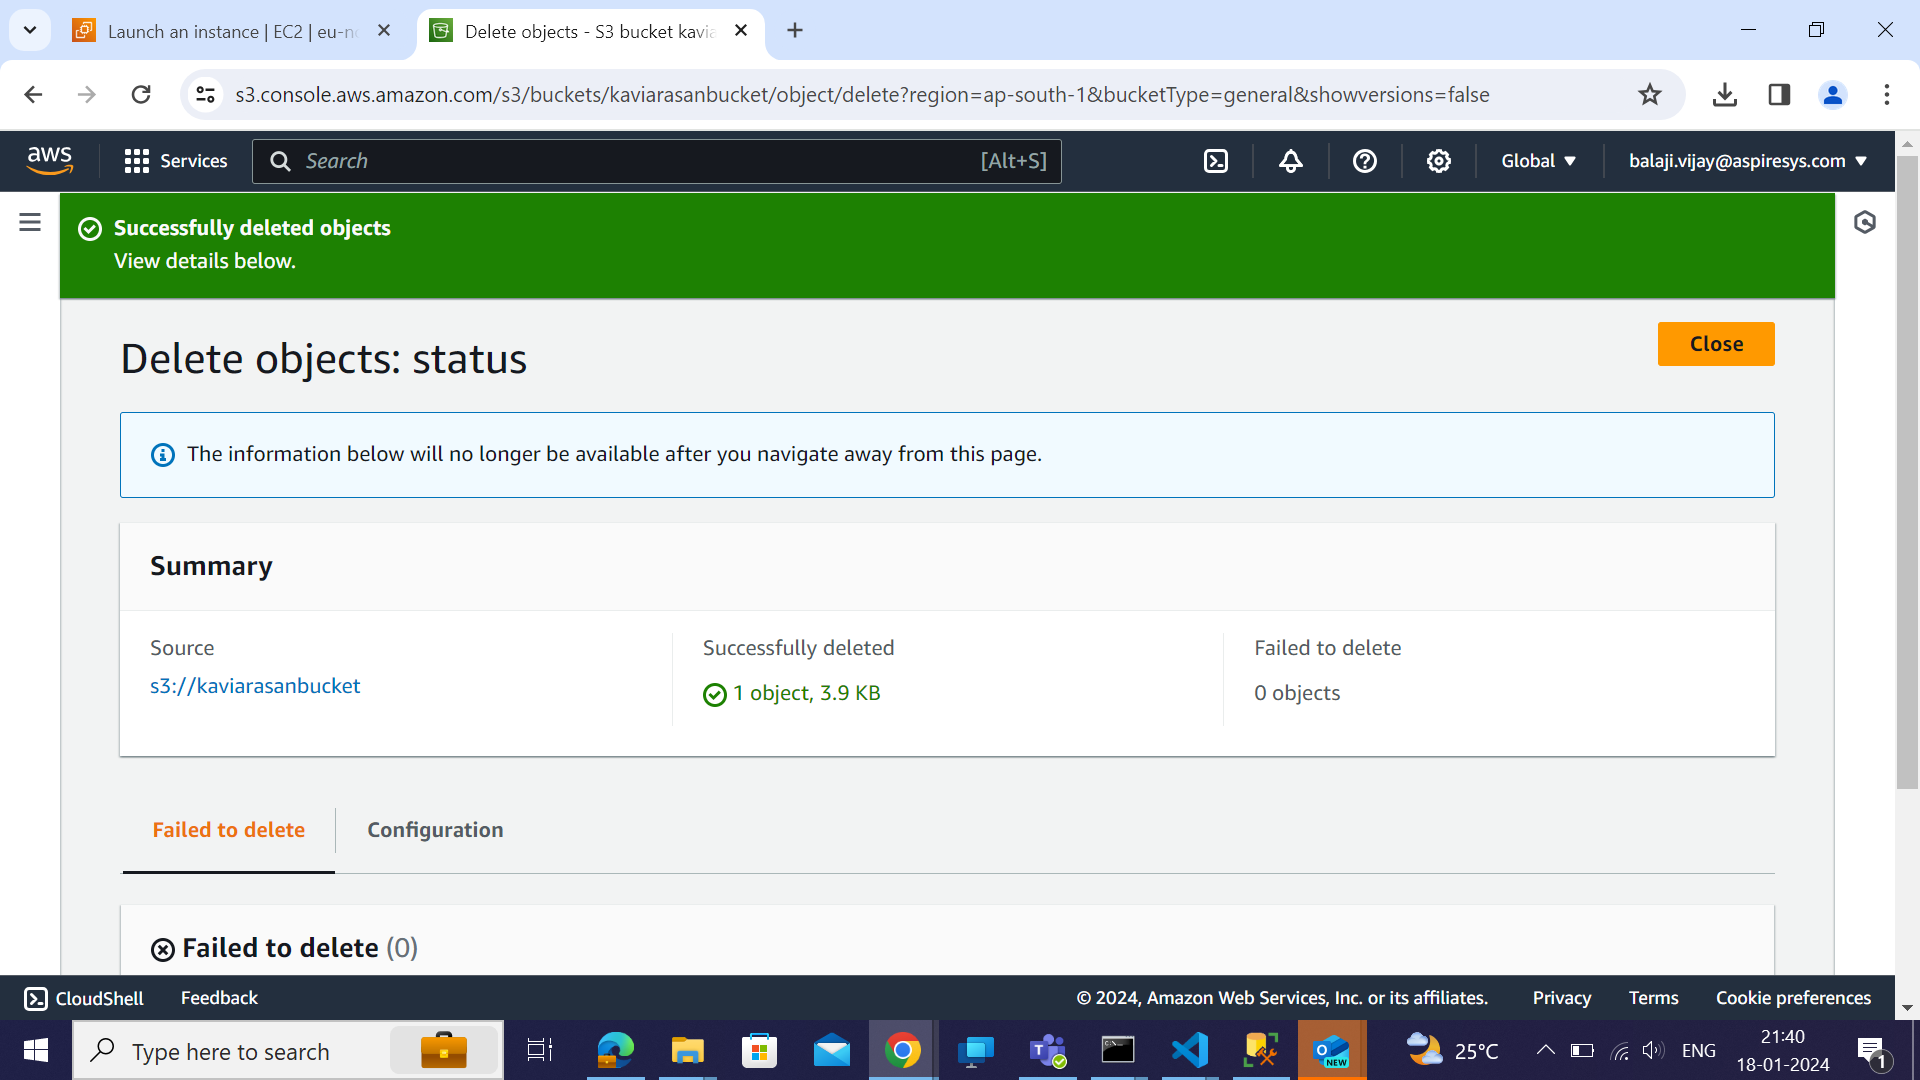 Launch an instance | EC2 | eu-no
Delete objects - S3 bucket kavia
s3.console.aws.amazon.com/s3/buckets/kaviarasanbucket/object/delete?region=ap-south-1&bucketType=general&showversions=false
aws
Services
Search
[Alt+S]
Global
balaji.vijay@aspiresys.com
Successfully deleted objects
View details below.
Delete objects: status
Close
The information below will no longer be available after you navigate away from this page.
Summary
Source
s3://kaviarasanbucket
Successfully deleted
1 object, 3.9 KB
Failed to delete
0 objects
Failed to delete
Configuration
Failed to delete (0)
CloudShell
Feedback
© 2024, Amazon Web Services, Inc. or its affiliates.
Privacy
Terms
Cookie preferences
Type here to search
NEW
25°C
ENG
21:40
18-01-2024
1